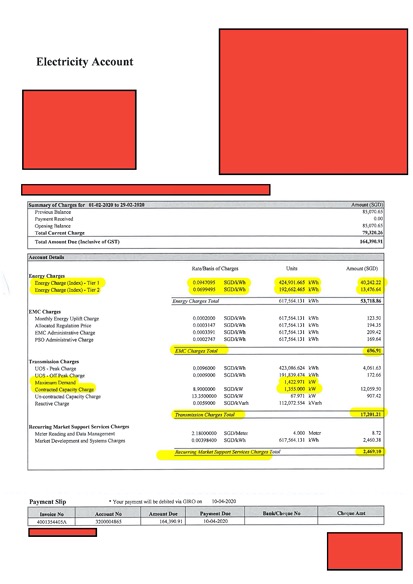 Electricity Account
Summary of Charges for 01-02-2020 to 29-02-2020 Amount (SGD)
Previous Balance 85,070.65
Payment Received 0.00
Opening Balance 85,070.65
Total Current Charge 79,320.26
Total Amount Due (Inclusive of GST) 164,390.91
Account Details
Rate/Basis of Charges Units Amount (SGD)
Energy Charges
Energy Charge (Index) - Tier 1 0.0947095 SGD/kWh 424,901.665 kWh 40,242.22
Energy Charge (Index) - Tier 2 0.0699495 SGD/kWh 192,662.465 kWh 13,476.64
Energy Charges Total 617,564.131 kWh 53,718.86
EMC Charges
Monthly Energy Uplift Charge 0.0002000 SGD/kWh 617,564.131 kWh 123.50
Allocated Regulation Price 0.0003147 SGD/kWh 617,564.131 kWh 194.35
EMC Administrative Charge 0.0003391 SGD/kWh 617,564.131 kWh 209.42
PSO Administrative Charge 0.0002747 SGD/kWh 617,564.131 kWh 169.64
EMC Charges Total 696.91
Transmission Charges
UOS - Peak Charge 0.0096000 SGD/kWh 423,086.624 kWh 4,061.63
UOS - Off Peak Charge 0.0009000 SGD/kWh 191,839.474 kWh 172.66
Maximum Demand 1,422.971 kW
Contracted Capacity Charge 8.9000000 SGD/kW 1,355.000 kW 12,059.50
Un-contracted Capacity Charge 13.3500000 SGD/kW 67.971 kW 907.42
Reactive Charge 0.0059000 SGD/kVarh 112,072.554 kVarh
Transmission Charges Total 17,201.21
Recurring Market Support Services Charges
Meter Reading and Data Management 2.18000000 SGD/Meter 4.000 Meter 8.72
Market Development and Systems Charges 0.00398400 SGD/kWh 617,564.131 kWh 2,460.38
Recurring Market Support Services Charges Total 2,469.10
Payment Slip * Your payment will be debited via GIRO on 10-04-2020
Invoice No Account No Amount Due Payment Due Bank/Cheque No Cheque Amt
4001354405A 3200004865 164,390.91 10-04-2020